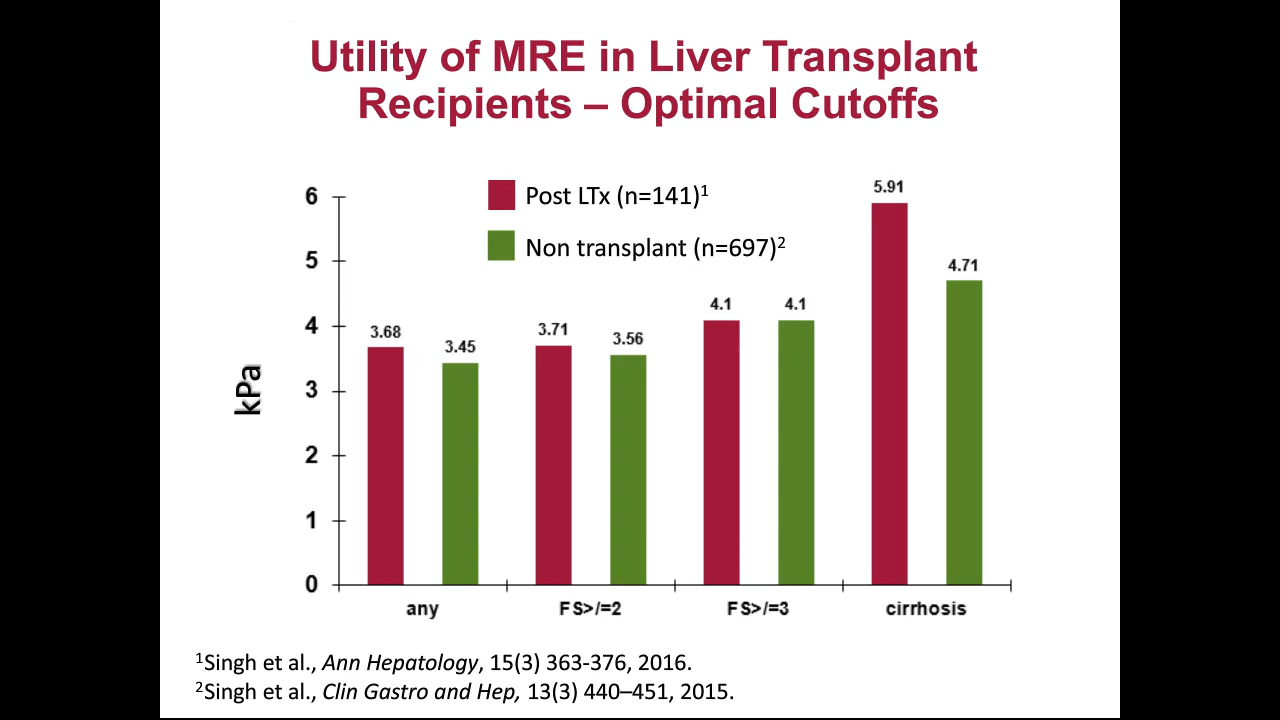 Utility of MRE in Liver Transplant
Recipients – Optimal Cutoffs
Post LTx (n=141)¹
Non transplant (n=697)²
kPa
6
5
4
3
2
1
0
3.68
3.45
3.71
3.56
4.1
4.1
5.91
4.71
any
FS>/=2
FS>/=3
cirrhosis
¹Singh et al., Ann Hepatology, 15(3) 363-376, 2016.
²Singh et al., Clin Gastro and Hep, 13(3) 440–451, 2015.